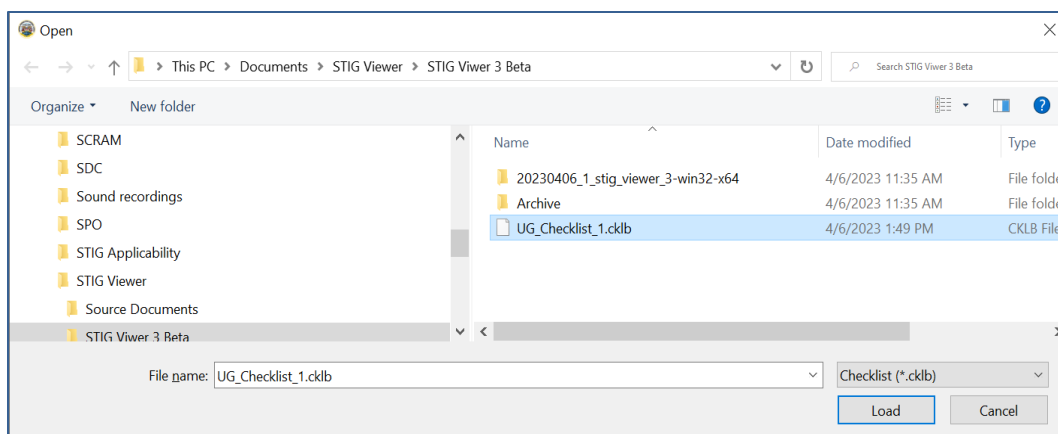 Open
This PC > Documents > STIG Viewer > STIG Viwer 3 Beta
Search STIG Viwer 3 Beta
Organize
New folder
SCRAM
SDC
Sound recordings
SPO
STIG Applicability
STIG Viewer
Source Documents
STIG Viwer 3 Beta
Name Date modified Type
20230406_1_stig_viewer_3-win32-x64 4/6/2023 11:35 AM File folde
Archive 4/6/2023 11:35 AM File folde
UG_Checklist_1.cklb 4/6/2023 1:49 PM CKLB File
File name: UG_Checklist_1.cklb
Checklist (*.cklb)
Load
Cancel